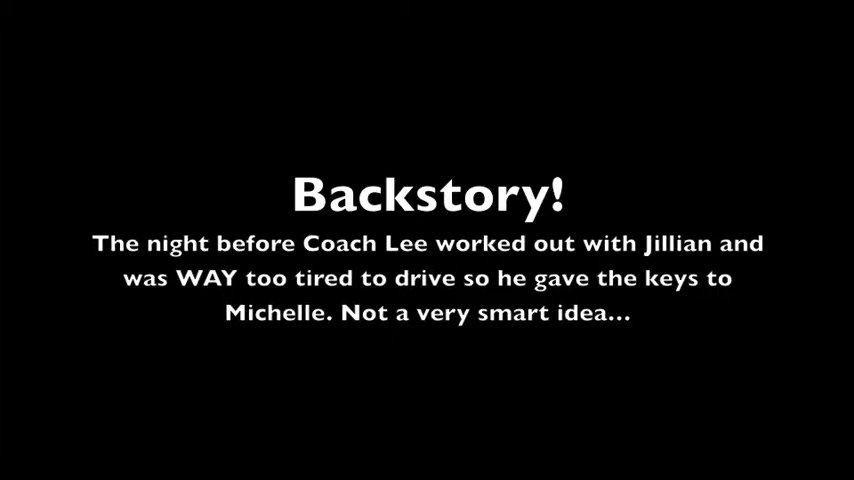 Backstory!
The night before Coach Lee worked out with Jillian and
was WAY too tired to drive so he gave the keys to
Michelle. Not a very smart idea...